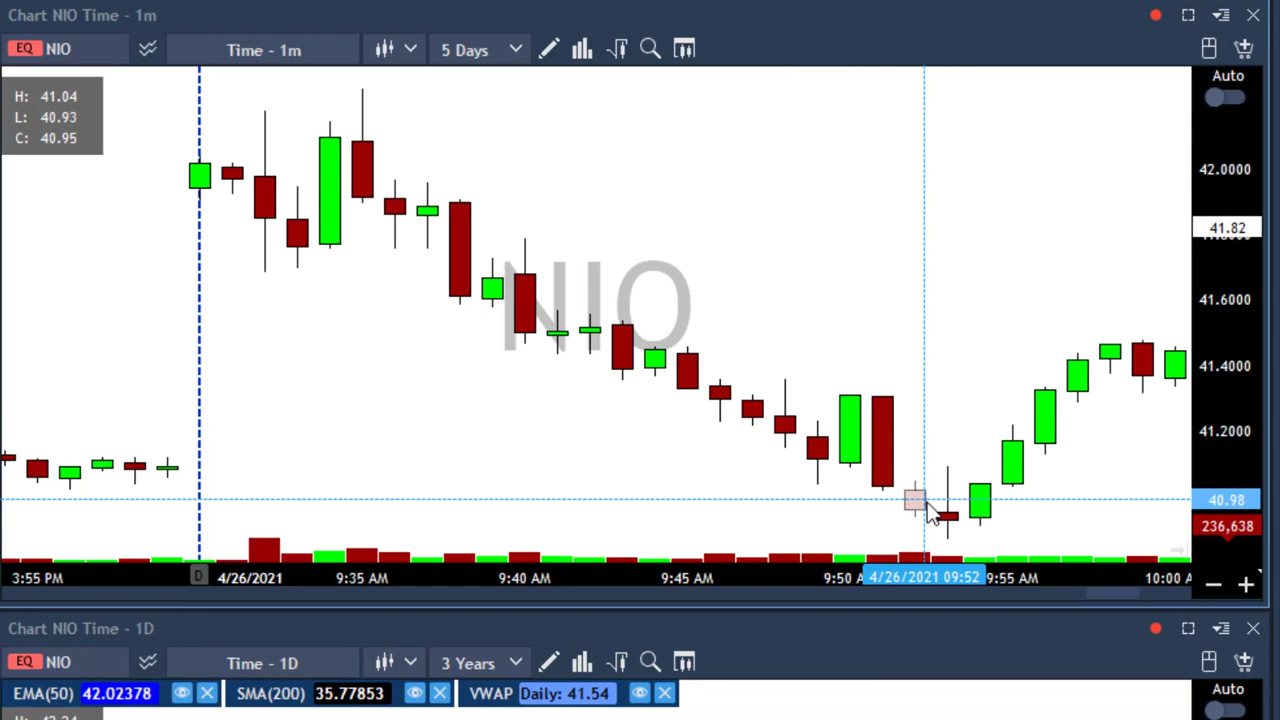 Chart NIO Time - 1m
EQ NIO Time - 1m 5 Days
Auto
H: 41.04
L: 40.93
C: 40.95
42.0000
41.82
41.6000
41.4000
41.2000
40.98
236,638
NIO
3:55 PM D 4/26/2021 9:35 AM 9:40 AM 9:45 AM 9:50 A 4/26/2021 09:52 9:55 AM 10:00 A
Chart NIO Time - 1D
EQ NIO Time - 1D 3 Years
EMA(50) 42.02378 SMA(200) 35.77853 VWAP Daily: 41.54
Auto